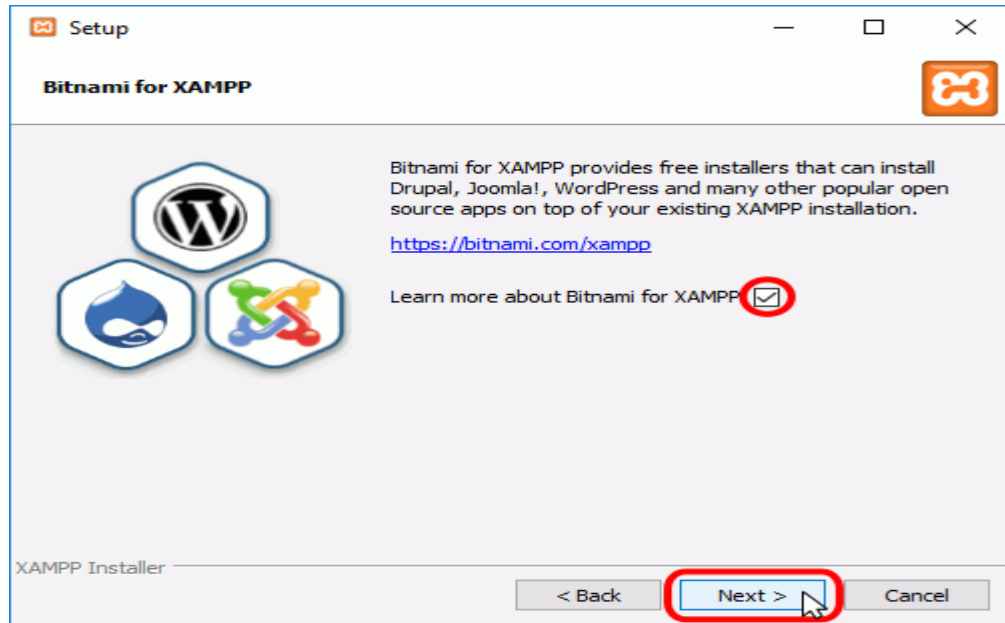 Setup
Bitnami for XAMPP
Bitnami for XAMPP provides free installers that can install
Drupal, Joomla!, WordPress and many other popular open
source apps on top of your existing XAMPP installation.
https://bitnami.com/xampp
Learn more about Bitnami for XAMPP
XAMPP Installer
< Back
Next >
Cancel